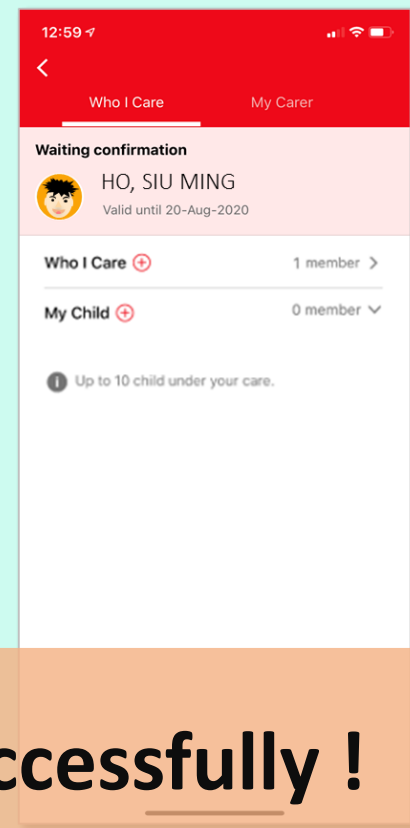 12:59
Who I Care My Carer
Waiting confirmation
HO, SIU MING
Valid until 20-Aug-2020
Who I Care 1 member
My Child 0 member
Up to 10 child under your care.
ccessfully !